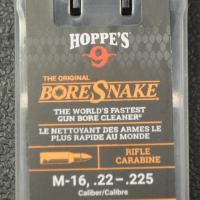 HOPPE'S
9
THE ORIGINAL
BORESNAKE
THE WORLD'S FASTEST
GUN BORE CLEANER
LE NETTOYANT DES ARMES LE
PLUS RAPIDE AU MONDE
RIFLE
CARABINE
M-16, .22-.225
Caliber/Calibre